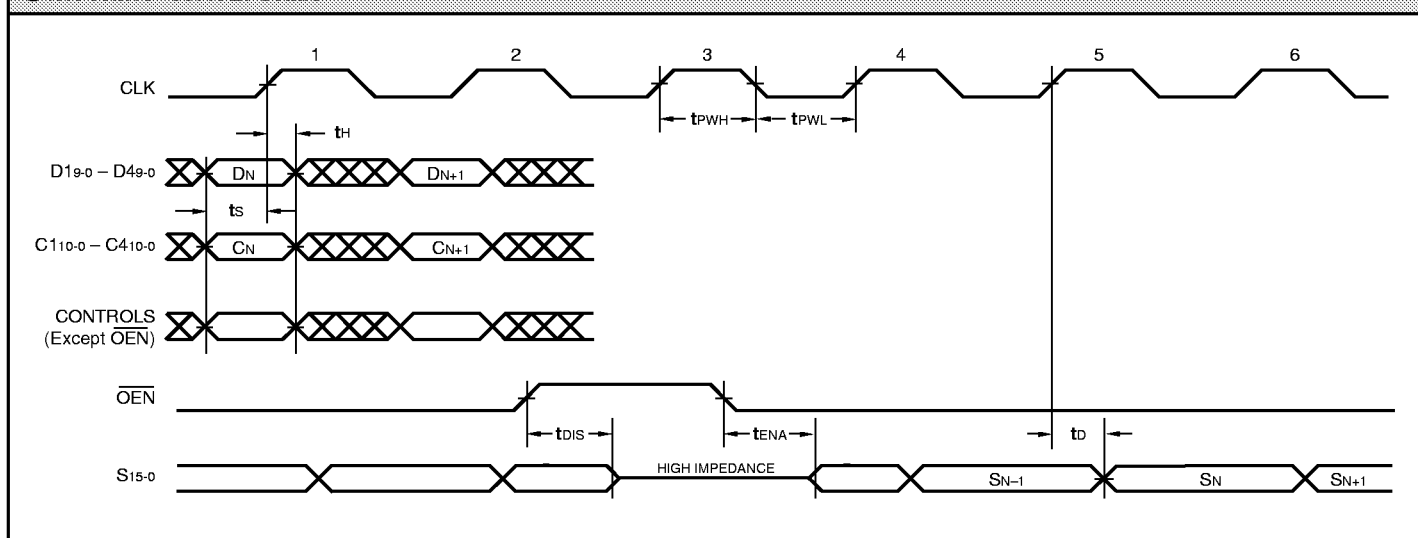 1 2 3 4 5 6
CLK
tPWH tPWL
tH
D19-0 – D49-0 DN DN+1
tS
C110-0 – C410-0 CN CN+1
CONTROLS
(Except OEN)
OEN
tDIS tENA tD
S15-0 HIGH IMPEDANCE SN–1 SN SN+1